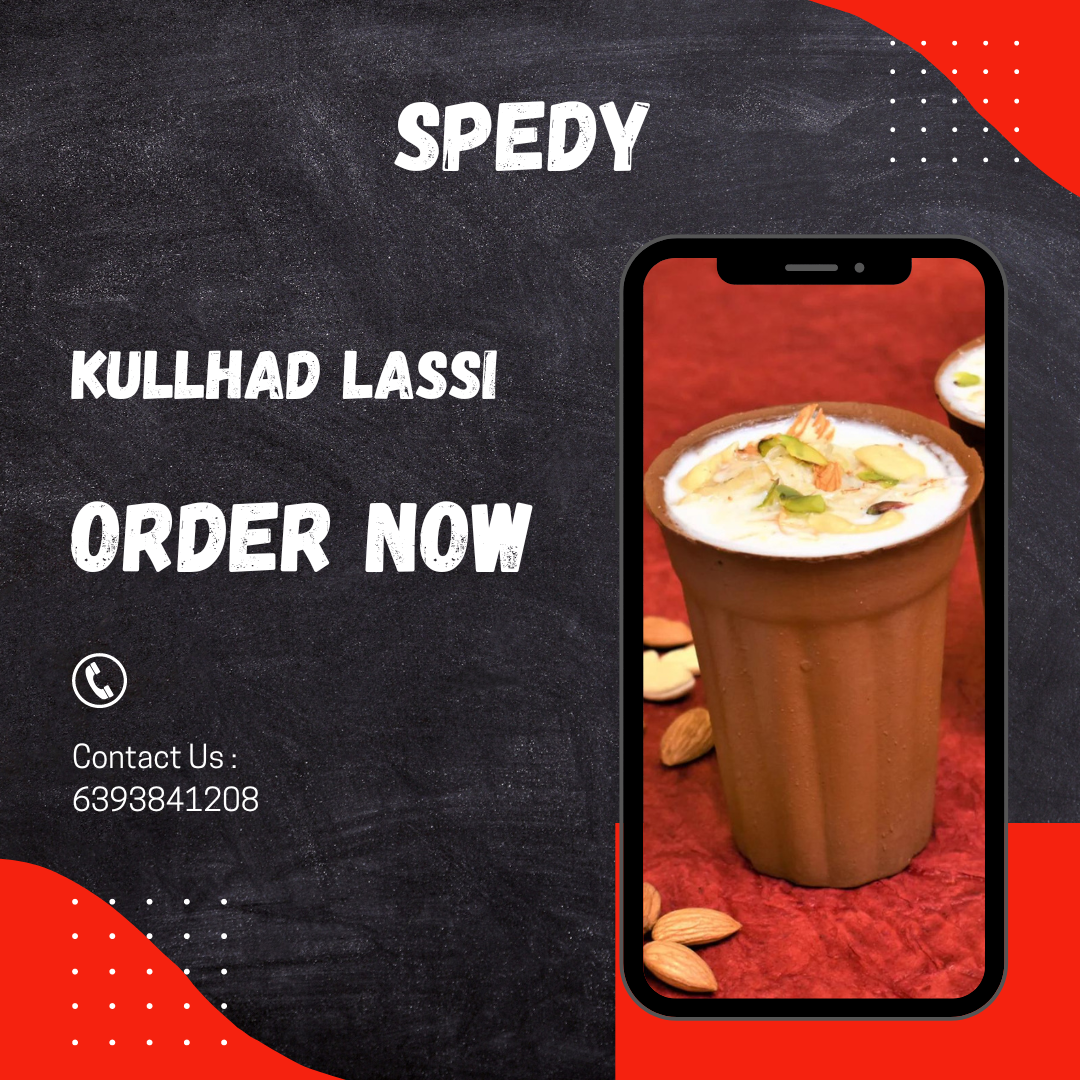 SPEDY
KULLHAD LASSI
ORDER NOW
Contact Us :
6393841208